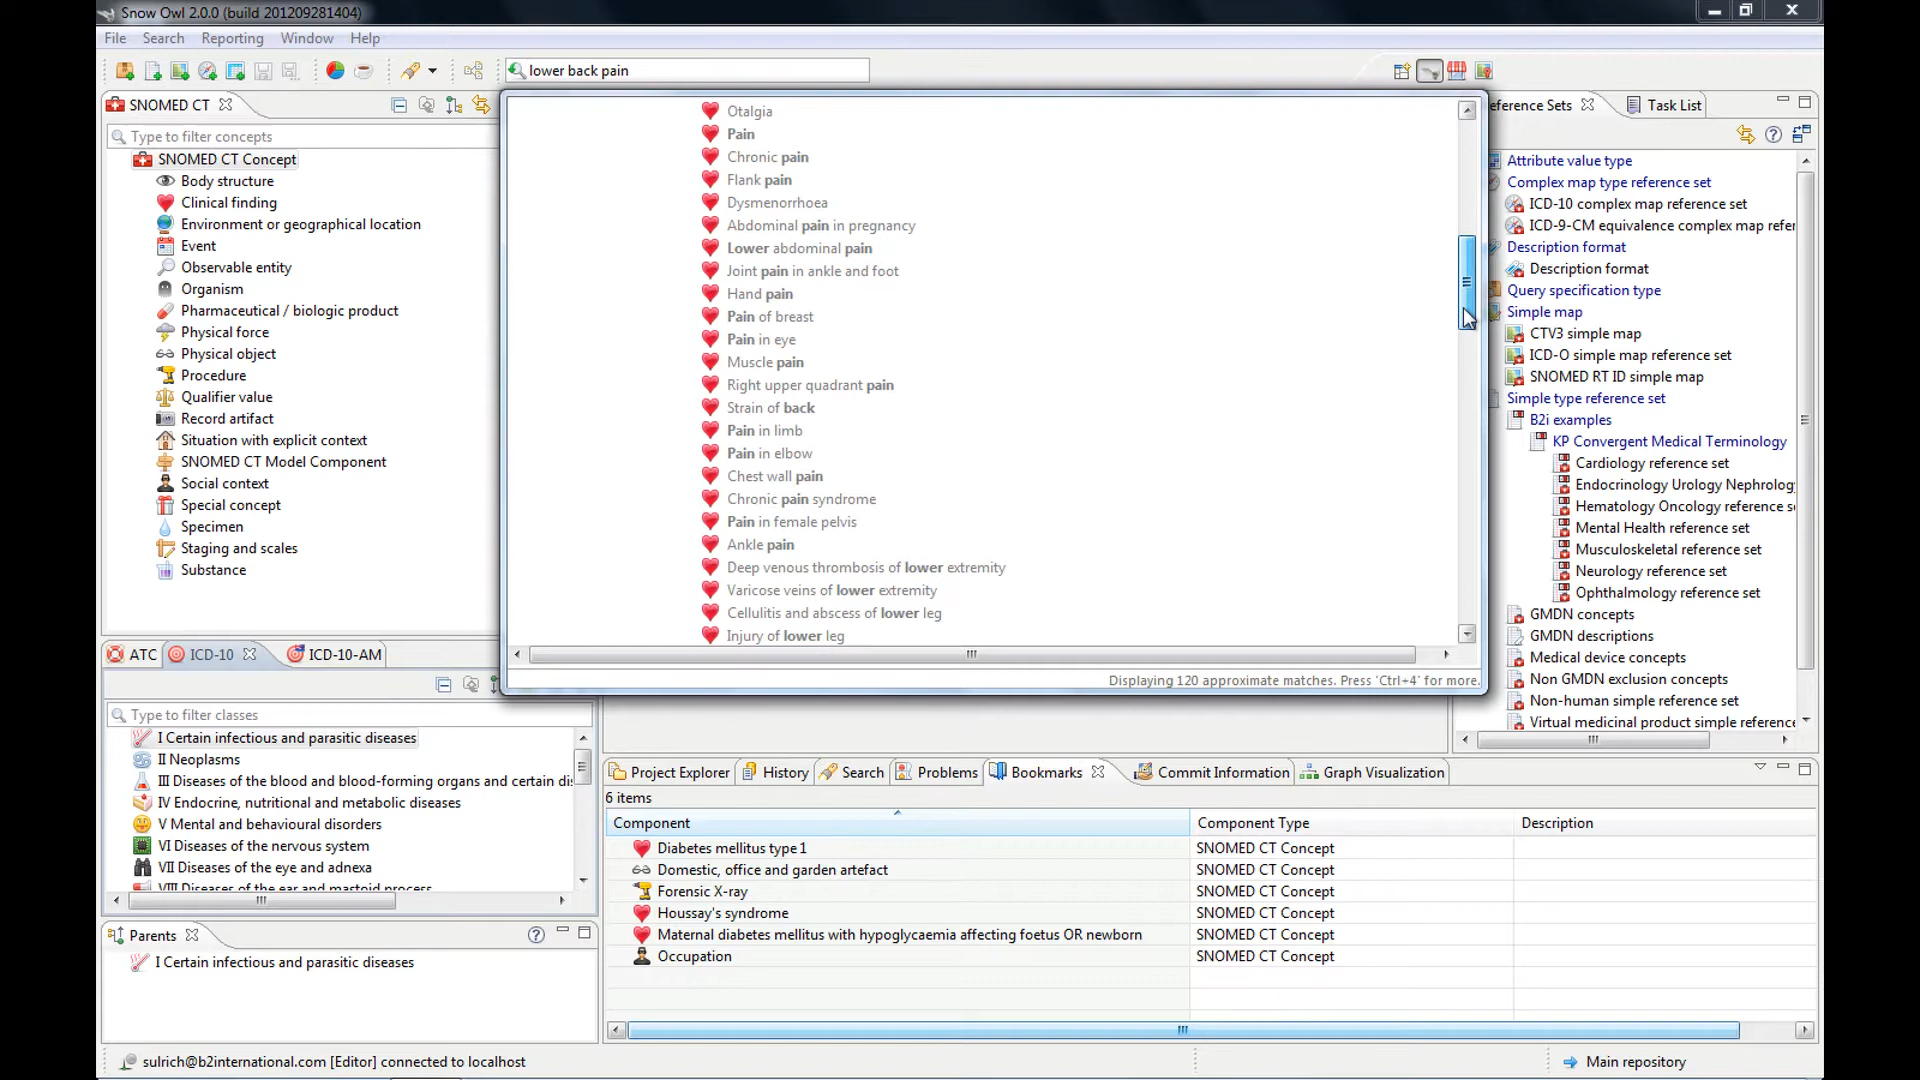 Snow Owl 2.0.0 (build 201209281404)
File Search Reporting Window Help
lower back pain
SNOMED CT
Type to filter concepts
SNOMED CT Concept
Body structure
Clinical finding
Environment or geographical location
Event
Observable entity
Organism
Pharmaceutical / biologic product
Physical force
Physical object
Procedure
Qualifier value
Record artifact
Situation with explicit context
SNOMED CT Model Component
Social context
Special concept
Specimen
Staging and scales
Substance
Otalgia
Pain
Chronic pain
Flank pain
Dysmenorrhoea
Abdominal pain in pregnancy
Lower abdominal pain
Joint pain in ankle and foot
Hand pain
Pain of breast
Pain in eye
Muscle pain
Right upper quadrant pain
Strain of back
Pain in limb
Pain in elbow
Chest wall pain
Chronic pain syndrome
Pain in female pelvis
Ankle pain
Deep venous thrombosis of lower extremity
Varicose veins of lower extremity
Cellulitis and abscess of lower leg
Injury of lower leg
Displaying 120 approximate matches. Press 'Ctrl+4' for more.
eference Sets Task List
Attribute value type
Complex map type reference set
ICD-10 complex map reference set
ICD-9-CM equivalence complex map refer
Description format
Description format
Query specification type
Simple map
CTV3 simple map
ICD-O simple map reference set
SNOMED RT ID simple map
Simple type reference set
B2i examples
KP Convergent Medical Terminology
Cardiology reference set
Endocrinology Urology Nephrology
Hematology Oncology reference s
Mental Health reference set
Musculoskeletal reference set
Neurology reference set
Ophthalmology reference set
GMDN concepts
GMDN descriptions
Medical device concepts
Non GMDN exclusion concepts
Non-human simple reference set
Virtual medicinal product simple reference
ATC ICD-10 ICD-10-AM
Type to filter classes
I Certain infectious and parasitic diseases
II Neoplasms
III Diseases of the blood and blood-forming organs and certain dis
IV Endocrine, nutritional and metabolic diseases
V Mental and behavioural disorders
VI Diseases of the nervous system
VII Diseases of the eye and adnexa
VIII Diseases of the ear and mastoid process
Parents
I Certain infectious and parasitic diseases
Project Explorer History Search Problems Bookmarks Commit Information Graph Visualization
6 items
Component Component Type Description
Diabetes mellitus type 1 SNOMED CT Concept
Domestic, office and garden artefact SNOMED CT Concept
Forensic X-ray SNOMED CT Concept
Houssay's syndrome SNOMED CT Concept
Maternal diabetes mellitus with hypoglycaemia affecting foetus OR newborn SNOMED CT Concept
Occupation SNOMED CT Concept
sulrich@b2international.com [Editor] connected to localhost
Main repository